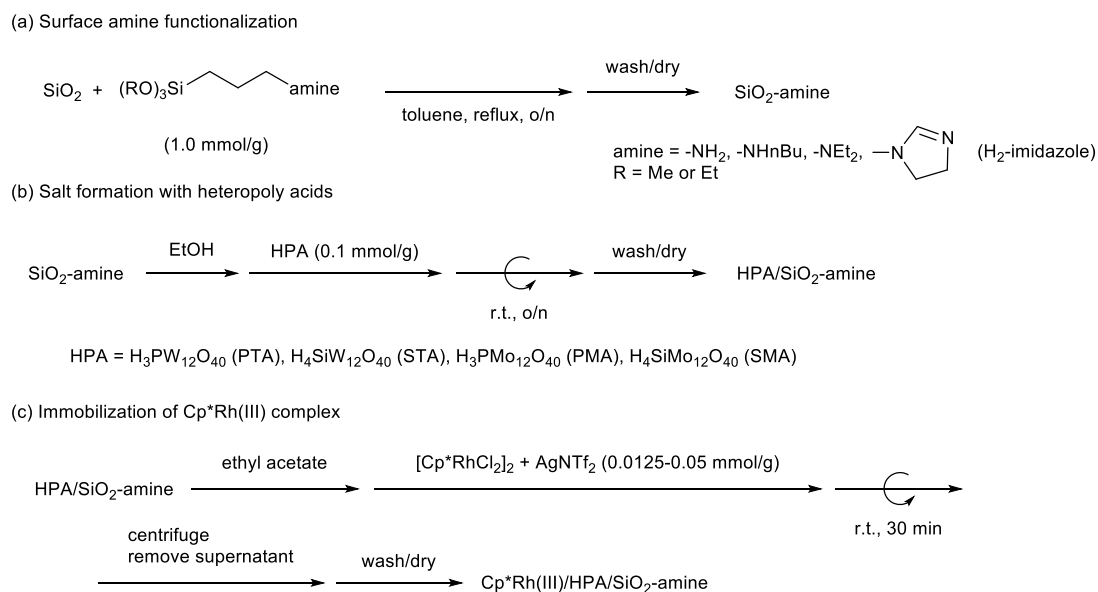 (a) Surface amine functionalization
SiO2 + (RO)3Si amine
(1.0 mmol/g)
toluene, reflux, o/n
wash/dry
SiO2-amine
amine = -NH2, -NHnBu, -NEt2, N N (H2-imidazole)
R = Me or Et
(b) Salt formation with heteropoly acids
SiO2-amine
EtOH
HPA (0.1 mmol/g)
r.t., o/n
wash/dry
HPA/SiO2-amine
HPA = H3PW12O40 (PTA), H4SiW12O40 (STA), H3PMo12O40 (PMA), H4SiMo12O40 (SMA)
(c) Immobilization of Cp*Rh(III) complex
HPA/SiO2-amine
ethyl acetate
[Cp*RhCl2]2 + AgNTf2 (0.0125-0.05 mmol/g)
r.t., 30 min
centrifuge
remove supernatant
wash/dry
Cp*Rh(III)/HPA/SiO2-amine